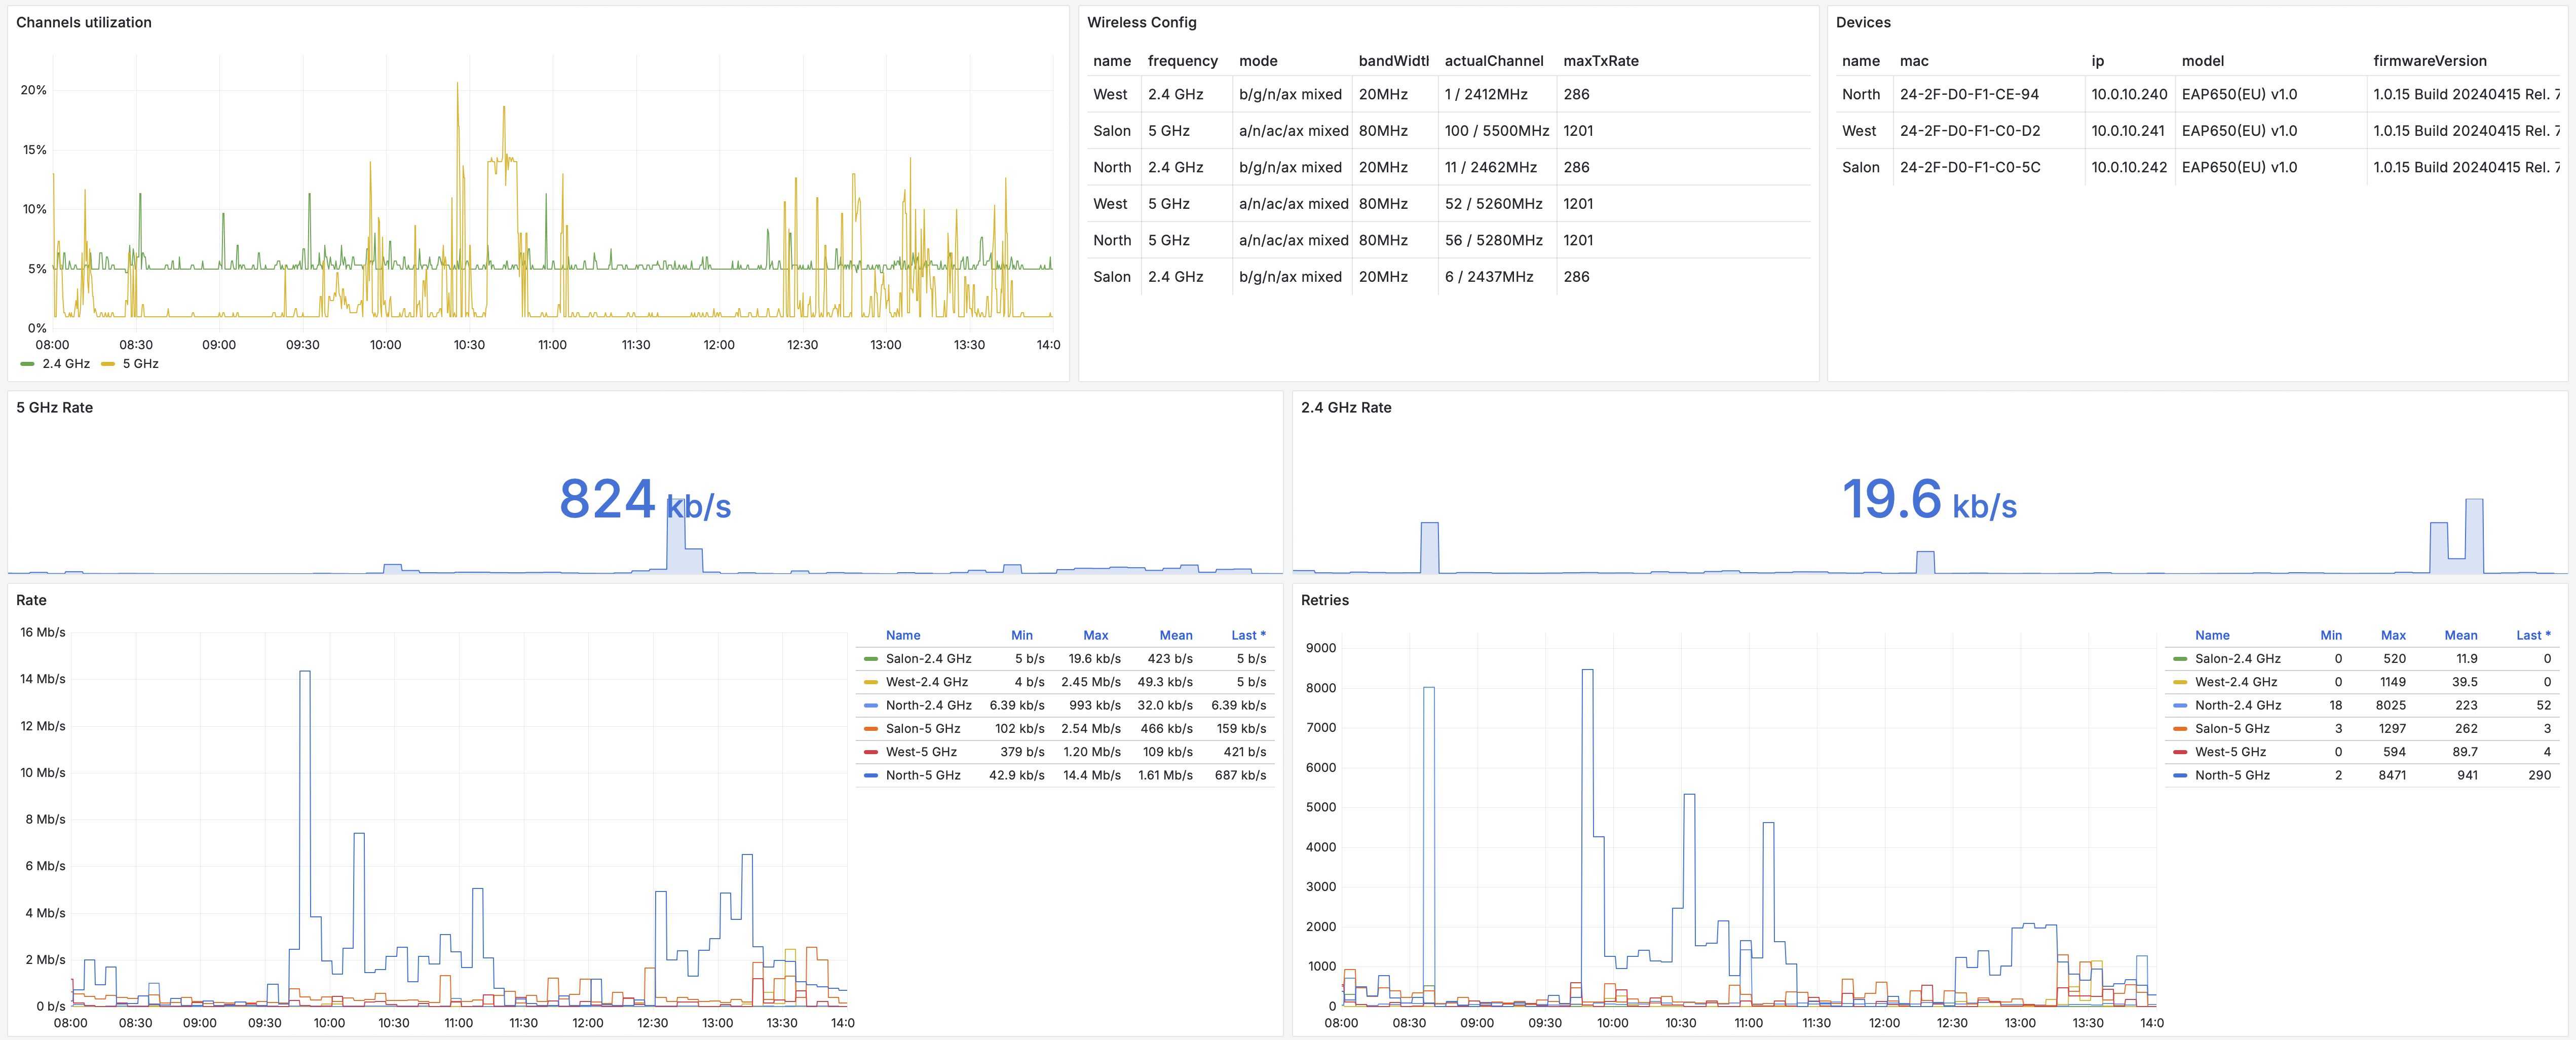 Channels utilization
20%
15%
10%
5%
0%
08:00 08:30 09:00 09:30 10:00 10:30 11:00 11:30 12:00 12:30 13:00 13:30 14:0
2.4 GHz 5 GHz
Wireless Config
name frequency mode bandWidtl actualChannel maxTxRate
West 2.4 GHz b/g/n/ax mixed 20MHz 1 / 2412MHz 286
Salon 5 GHz a/n/ac/ax mixed 80MHz 100 / 5500MHz 1201
North 2.4 GHz b/g/n/ax mixed 20MHz 11 / 2462MHz 286
West 5 GHz a/n/ac/ax mixed 80MHz 52 / 5260MHz 1201
North 5 GHz a/n/ac/ax mixed 80MHz 56 / 5280MHz 1201
Salon 2.4 GHz b/g/n/ax mixed 20MHz 6 / 2437MHz 286
Devices
name mac ip model firmwareVersion
North 24-2F-D0-F1-CE-94 10.0.10.240 EAP650(EU) v1.0 1.0.15 Build 20240415 Rel. 7
West 24-2F-D0-F1-C0-D2 10.0.10.241 EAP650(EU) v1.0 1.0.15 Build 20240415 Rel. 7
Salon 24-2F-D0-F1-C0-5C 10.0.10.242 EAP650(EU) v1.0 1.0.15 Build 20240415 Rel. 7
5 GHz Rate
824 kb/s
2.4 GHz Rate
19.6 kb/s
Rate
16 Mb/s
14 Mb/s
12 Mb/s
10 Mb/s
8 Mb/s
6 Mb/s
4 Mb/s
2 Mb/s
0 b/s
08:00 08:30 09:00 09:30 10:00 10:30 11:00 11:30 12:00 12:30 13:00 13:30 14:0
Name Min Max Mean Last *
Salon-2.4 GHz 5 b/s 19.6 kb/s 423 b/s 5 b/s
West-2.4 GHz 4 b/s 2.45 Mb/s 49.3 kb/s 5 b/s
North-2.4 GHz 6.39 kb/s 993 kb/s 32.0 kb/s 6.39 kb/s
Salon-5 GHz 102 kb/s 2.54 Mb/s 466 kb/s 159 kb/s
West-5 GHz 379 b/s 1.20 Mb/s 109 kb/s 421 b/s
North-5 GHz 42.9 kb/s 14.4 Mb/s 1.61 Mb/s 687 kb/s
Retries
9000
8000
7000
6000
5000
4000
3000
2000
1000
0
08:00 08:30 09:00 09:30 10:00 10:30 11:00 11:30 12:00 12:30 13:00 13:30 14:0
Name Min Max Mean Last *
Salon-2.4 GHz 0 520 11.9 0
West-2.4 GHz 0 1149 39.5 0
North-2.4 GHz 18 8025 223 52
Salon-5 GHz 3 1297 262 3
West-5 GHz 0 594 89.7 4
North-5 GHz 2 8471 941 290